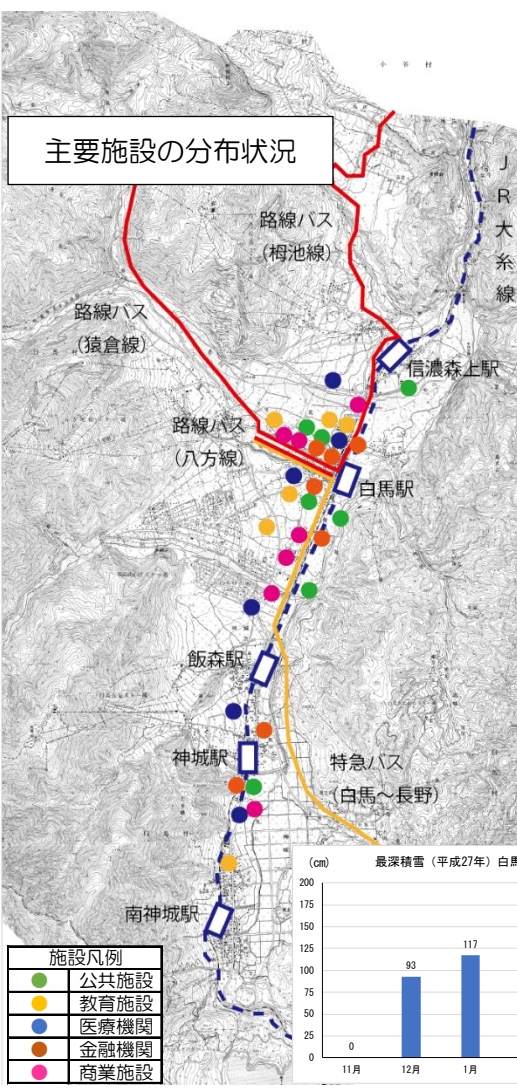 小谷村
主要施設の分布状況
JR大糸線
路線バス
(栂池線)
路線バス
(猿倉線)
信濃森上駅
路線バス
(八方線)
白馬駅
飯森駅
神城駅
特急バス
(白馬～長野)
南神城駅
施設凡例
公共施設
教育施設
医療機関
金融機関
商業施設
(cm) 最深積雪（平成27年）白馬
200
175
150
125
100
75
50
25
0
0
93
117
11月 12月 1月